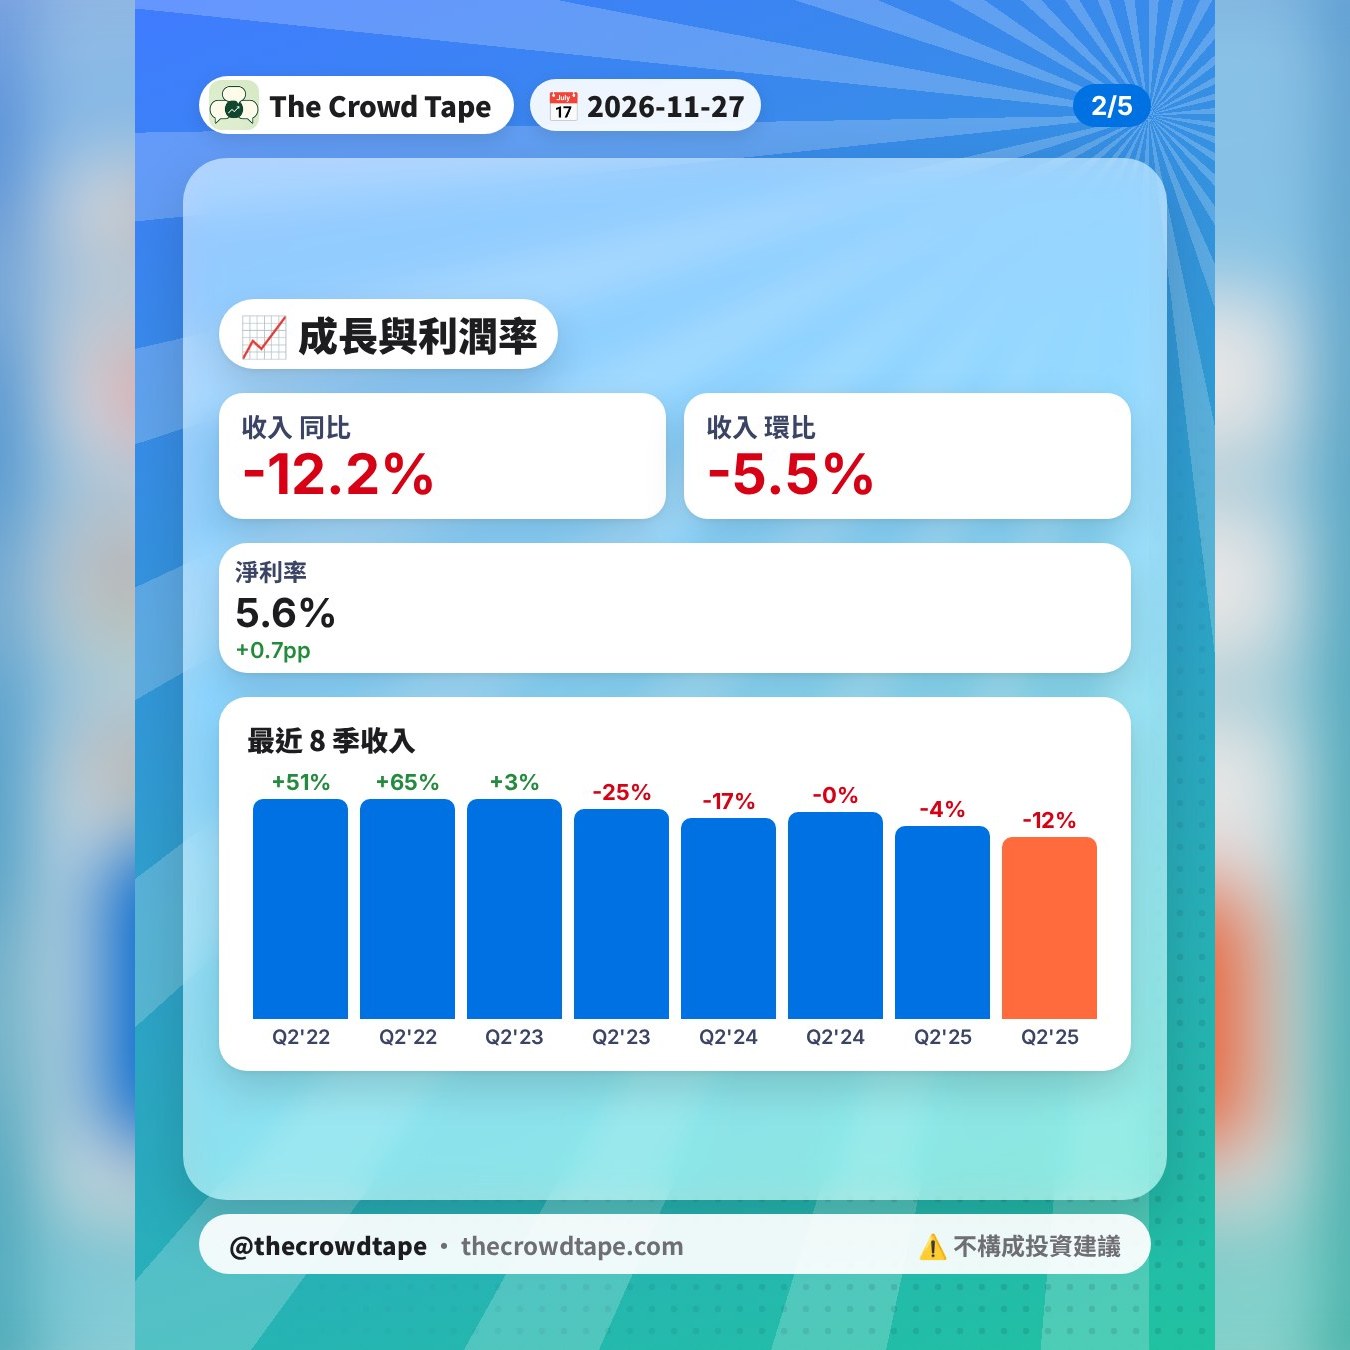 The Crowd Tape
July 17 2026-11-27
2/5
📈 成長與利潤率
收入 同比
-12.2%
收入 環比
-5.5%
淨利率
5.6%
+0.7pp
最近 8 季收入
+51% +65% +3% -25% -17% -0% -4% -12%
Q2'22 Q2'22 Q2'23 Q2'23 Q2'24 Q2'24 Q2'25 Q2'25
@thecrowdtape • thecrowdtape.com
⚠️ 不構成投資建議